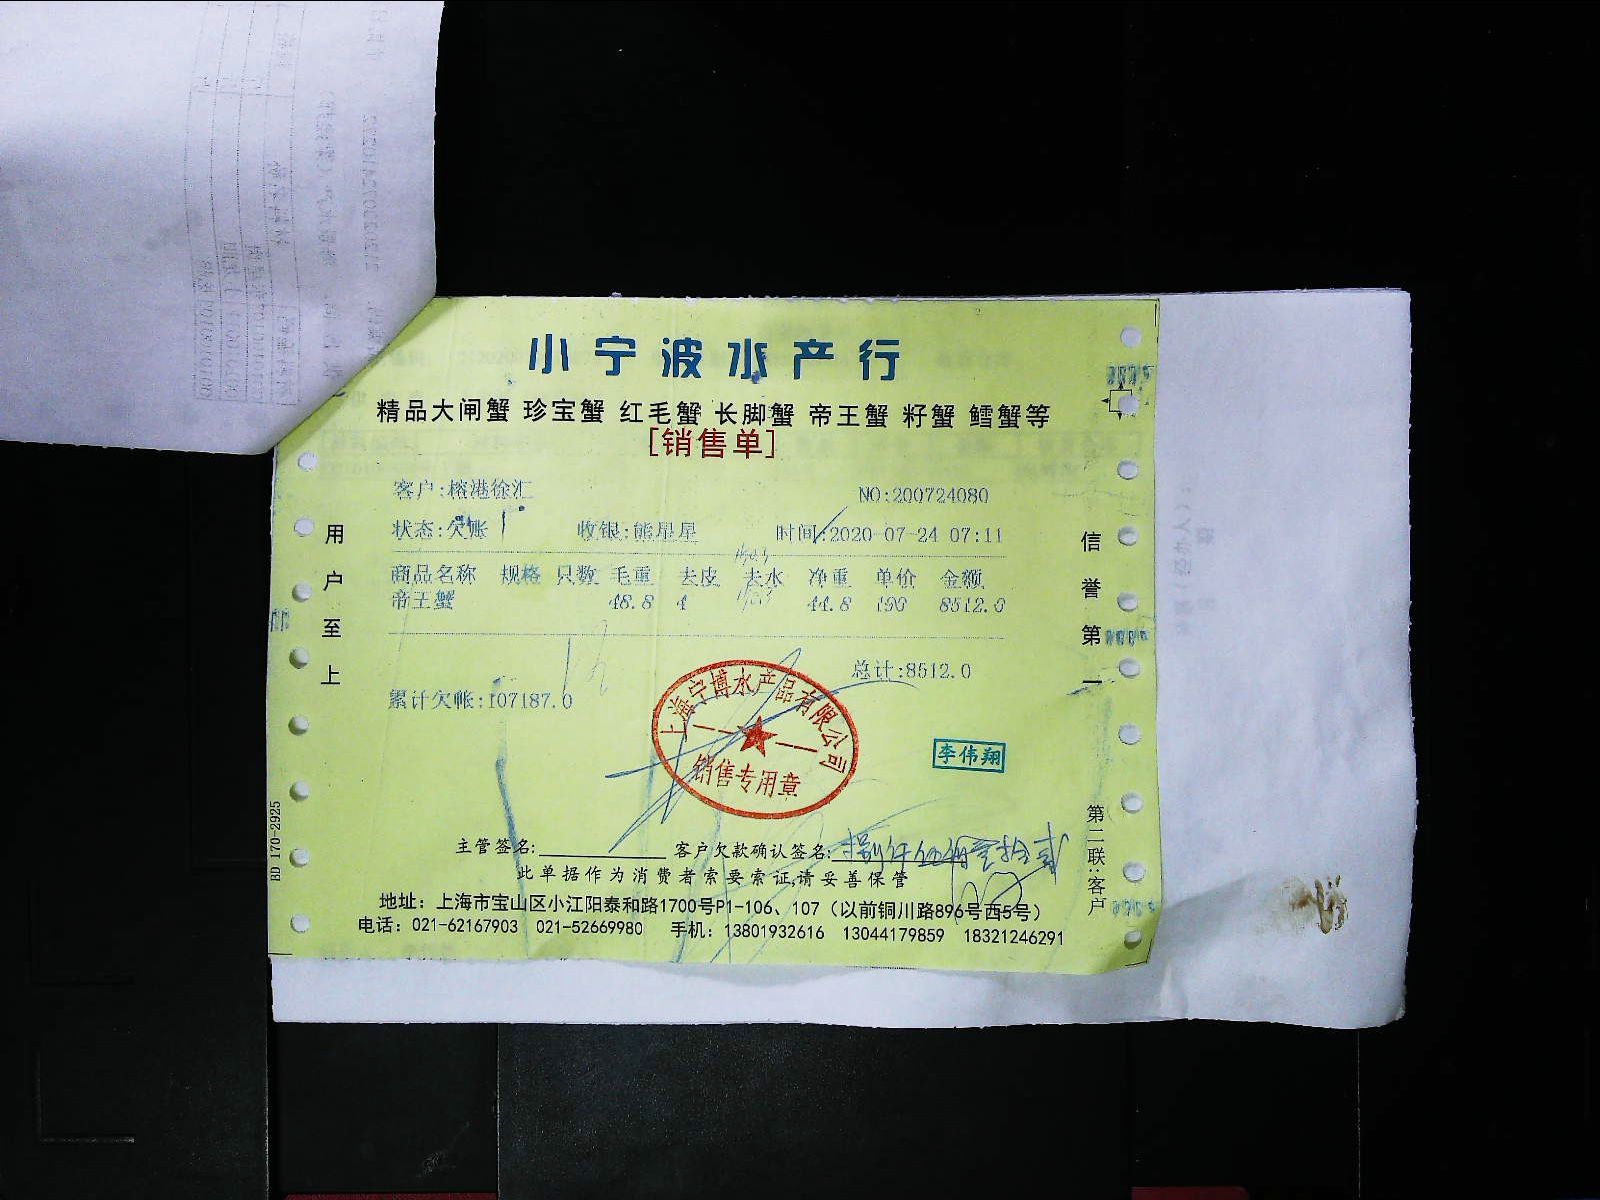 小宁波水产行
精品大闸蟹 珍宝蟹 红毛蟹 长脚蟹 帝王蟹 籽蟹 鳕蟹等
[销售单]
客户:榕港徐汇 NO:200724080
状态:欠账 收银:熊星星 时间:2020-07-24 07:11
商品名称 规格 只数 毛重 去皮 去水 净重 单价 金额
帝王蟹 48.8 4 44.8 190 8512.0
总计:8512.0
累计欠帐:107187.0
上海宁博水产品有限公司
销售专用章
李伟翔
主管签名: 客户欠款确认签名: 捌仟伍佰壹拾贰
此单据作为消费者索要索证,请妥善保管
地址：上海市宝山区小江阳泰和路1700号P1-106、107（以前铜川路896号西5号）
电话：021-62167903 021-52669980 手机：13801932616 13044179859 18321246291
用户至上
信誉第一
第二联:客户
BD 170-2925